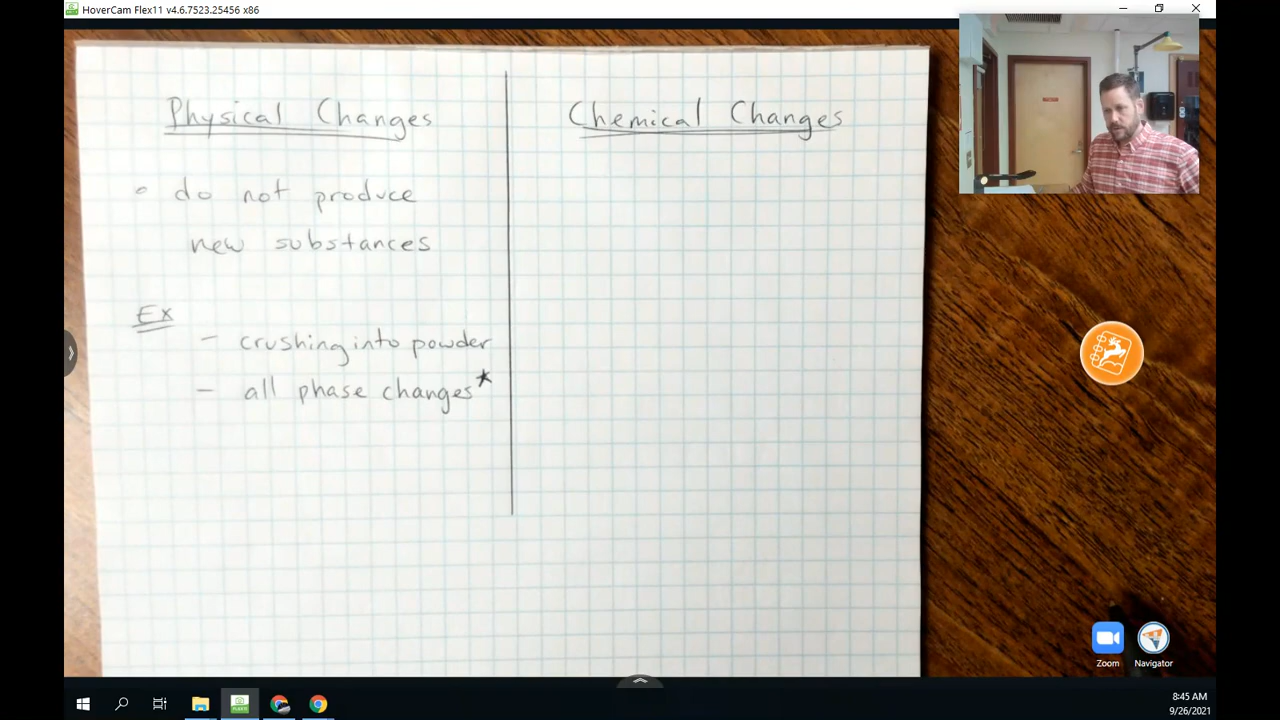 HoverCam Flex11 v4.6.7523.25456 x86
Physical Changes
Chemical Changes
do not produce
new substances
Ex
- crushing into powder
- all phase changes*
Zoom
Navigator
8:45 AM
9/26/2021